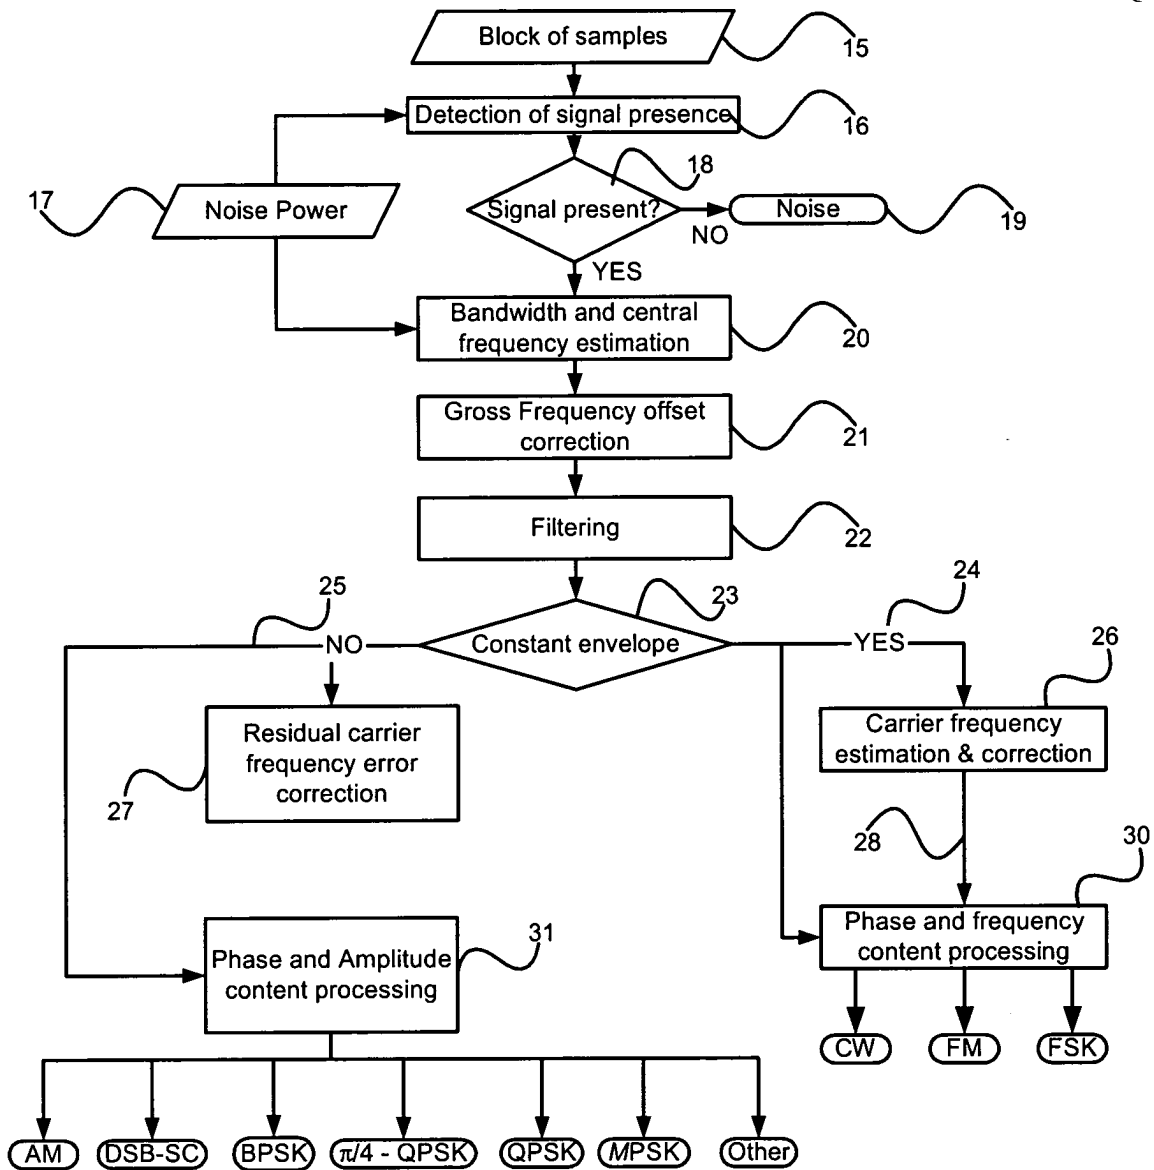 Block of samples
15
Detection of signal presence
16
17
Noise Power
18
Signal present?
NO
Noise
19
YES
Bandwidth and central
frequency estimation
20
Gross Frequency offset
correction
21
Filtering
22
25
23
24
NO
Constant envelope
YES
26
Residual carrier
frequency error
correction
27
Carrier frequency
estimation & correction
28
30
Phase and frequency
content processing
31
Phase and Amplitude
content processing
CW
FM
FSK
AM
DSB-SC
BPSK
π/4 - QPSK
QPSK
MPSK
Other